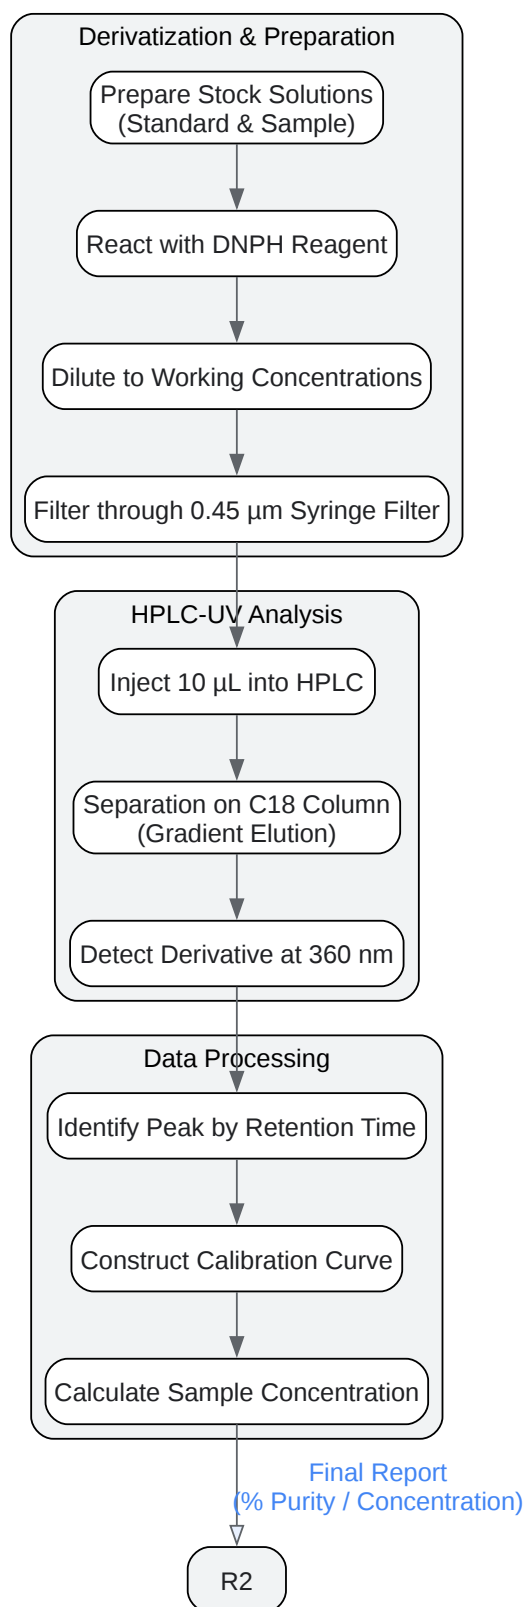 Derivatization & Preparation
Prepare Stock Solutions
(Standard & Sample)
React with DNPH Reagent
Dilute to Working Concentrations
Filter through 0.45 µm Syringe Filter
HPLC-UV Analysis
Inject 10 µL into HPLC
Separation on C18 Column
(Gradient Elution)
Detect Derivative at 360 nm
Data Processing
Identify Peak by Retention Time
Construct Calibration Curve
Calculate Sample Concentration
Final Report
(% Purity / Concentration)
R2